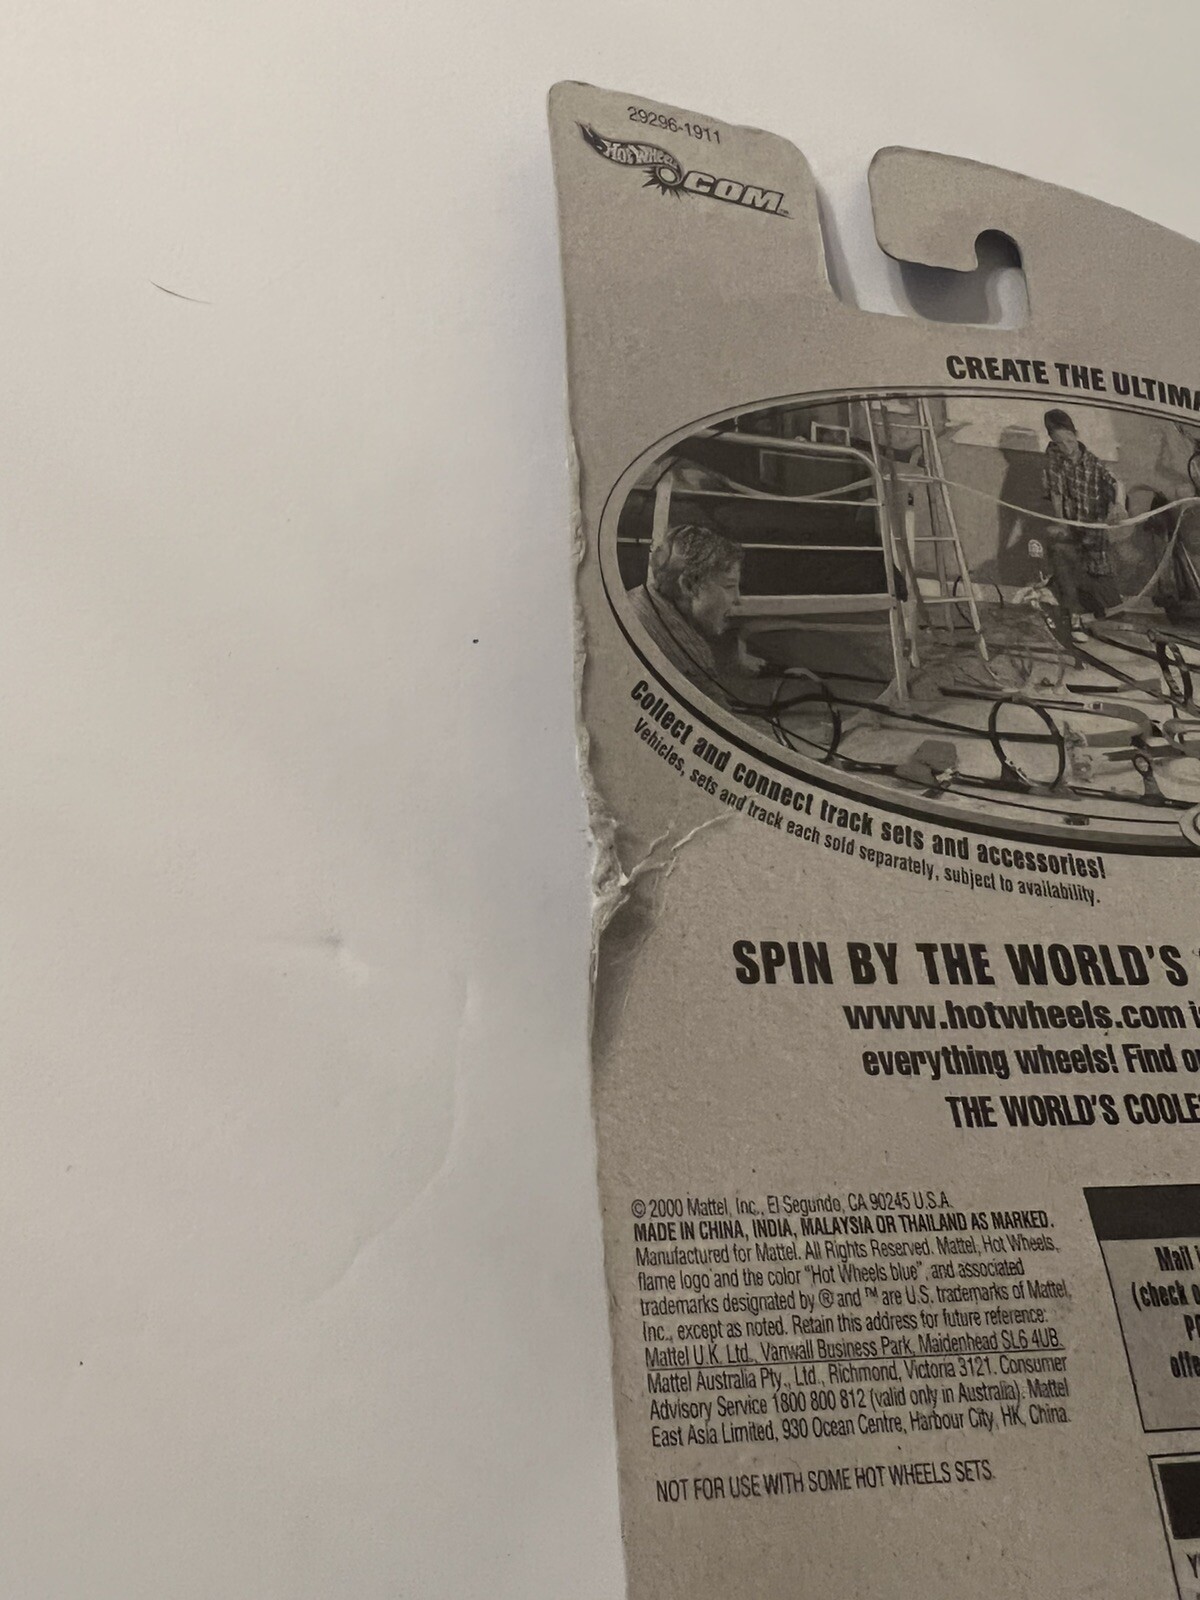 29296-1911
HOT WHEELS .COM™
CREATE THE
Collect and connect track sets and accessories!
Vehicles, sets and track each sold separately, subject to availability.
SPIN BY THE WORLD'S
www.hotwheels.com
everything wheels! Find
THE WORLD'S
© 2000 Mattel, Inc., El Segundo, CA 90245 U.S.A.
MADE IN CHINA, INDIA, MALAYSIA OR THAILAND AS MARKED.
Manufactured for Mattel. All Rights Reserved. Mattel, Hot Wheels,
flame logo and the color "Hot Wheels blue", and associated
trademarks designated by ® and ™ are U.S. trademarks of Mattel,
Inc., except as noted. Retain this address for future reference:
Mattel U.K. Ltd., Vanwall Business Park, Maidenhead SL6 4UB.
Mattel Australia Pty., Ltd., Richmond, Victoria 3121. Consumer
Advisory Service 1800 800 812 (valid only in Australia). Mattel
East Asia Limited, 930 Ocean Centre, Harbour City, HK, China.
NOT FOR USE WITH SOME HOT WHEELS SETS.
Mail
(check